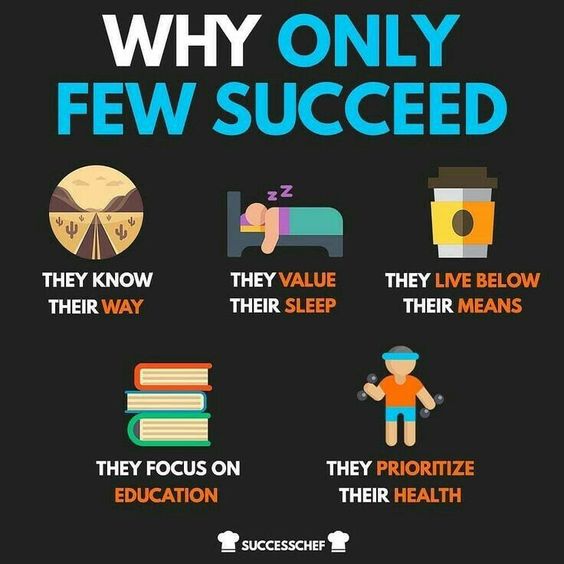 WHY ONLY
FEW SUCCEED
z z
THEY KNOW
THEIR WAY
THEY VALUE
THEIR SLEEP
THEY LIVE BELOW
THEIR MEANS
THEY FOCUS ON
EDUCATION
THEY PRIORITIZE
THEIR HEALTH
SUCCESSCHEF